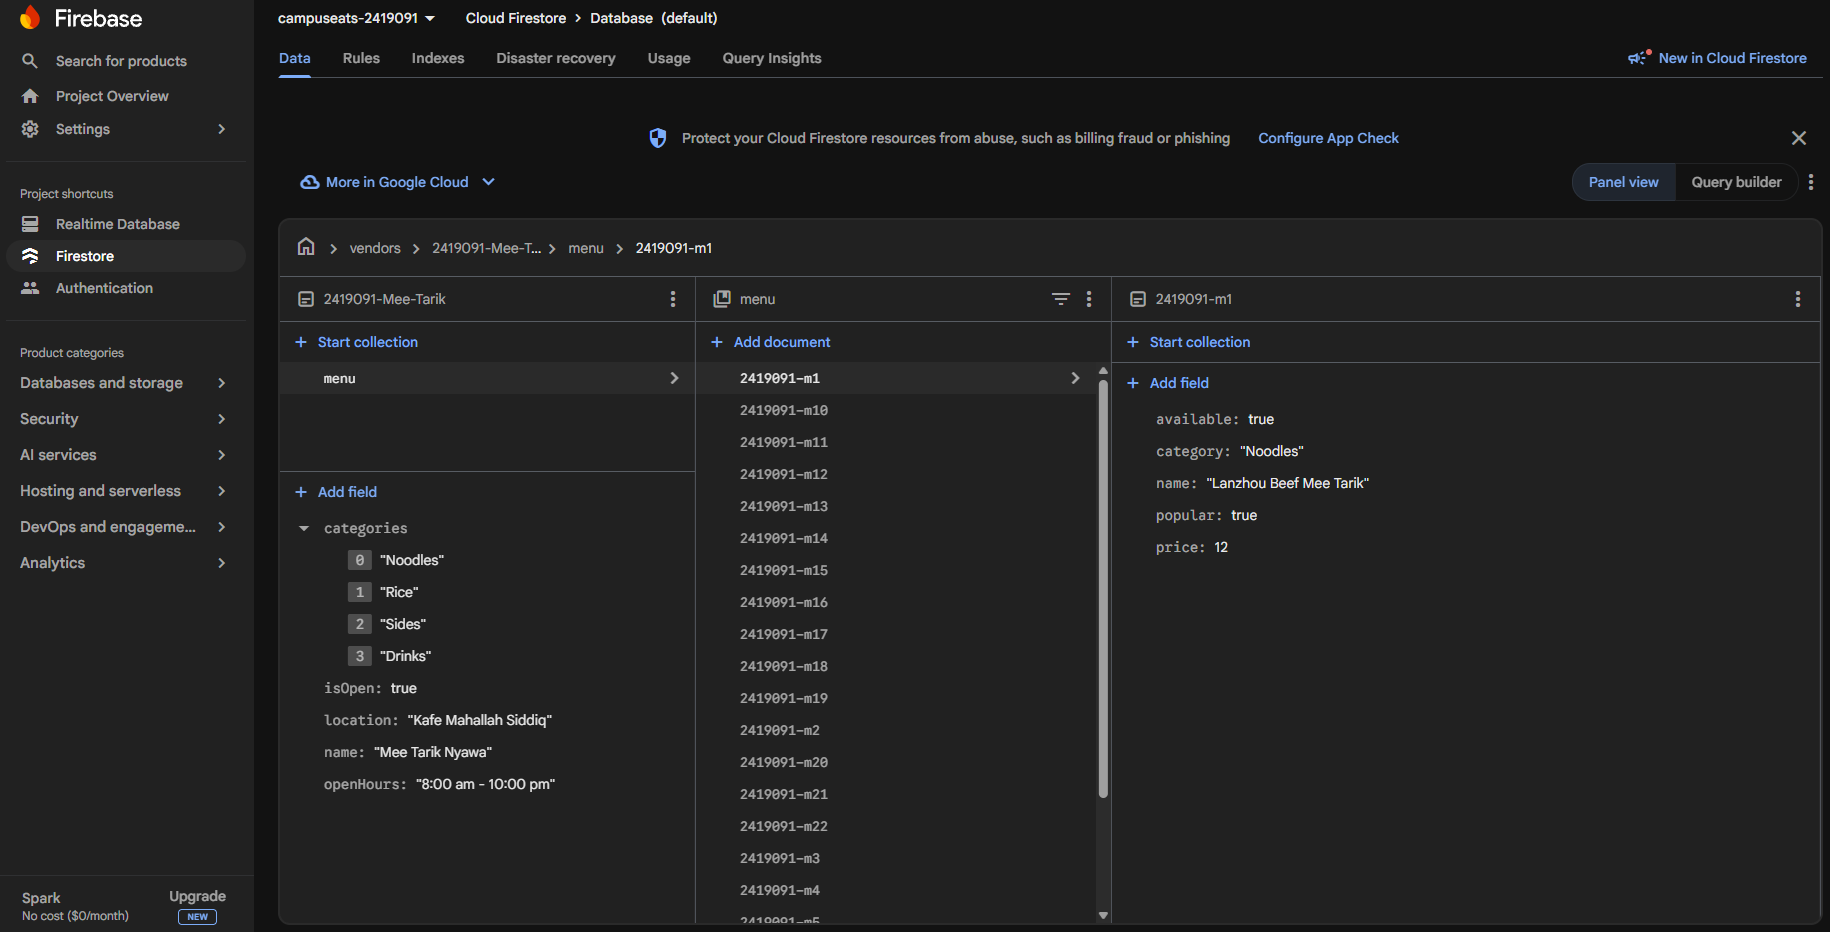 Firebase
Search for products
Project Overview
Settings
Project shortcuts
Realtime Database
Firestore
Authentication
Product categories
Databases and storage
Security
AI services
Hosting and serverless
DevOps and engageme...
Analytics
Spark
No cost ($0/month)
Upgrade
NEW
campuseats-2419091
Cloud Firestore > Database (default)
Data Rules Indexes Disaster recovery Usage Query Insights
New in Cloud Firestore
Protect your Cloud Firestore resources from abuse, such as billing fraud or phishing Configure App Check
More in Google Cloud
Panel view Query builder
vendors > 2419091-Mee-T... > menu > 2419091-m1
2419091-Mee-Tarik
+ Start collection
menu
+ Add field
categories
0 "Noodles"
1 "Rice"
2 "Sides"
3 "Drinks"
isOpen: true
location: "Kafe Mahallah Siddiq"
name: "Mee Tarik Nyawa"
openHours: "8:00 am - 10:00 pm"
menu
+ Add document
2419091-m1
2419091-m10
2419091-m11
2419091-m12
2419091-m13
2419091-m14
2419091-m15
2419091-m16
2419091-m17
2419091-m18
2419091-m19
2419091-m2
2419091-m20
2419091-m21
2419091-m22
2419091-m3
2419091-m4
2419091-m5
2419091-m1
+ Start collection
+ Add field
available: true
category: "Noodles"
name: "Lanzhou Beef Mee Tarik"
popular: true
price: 12